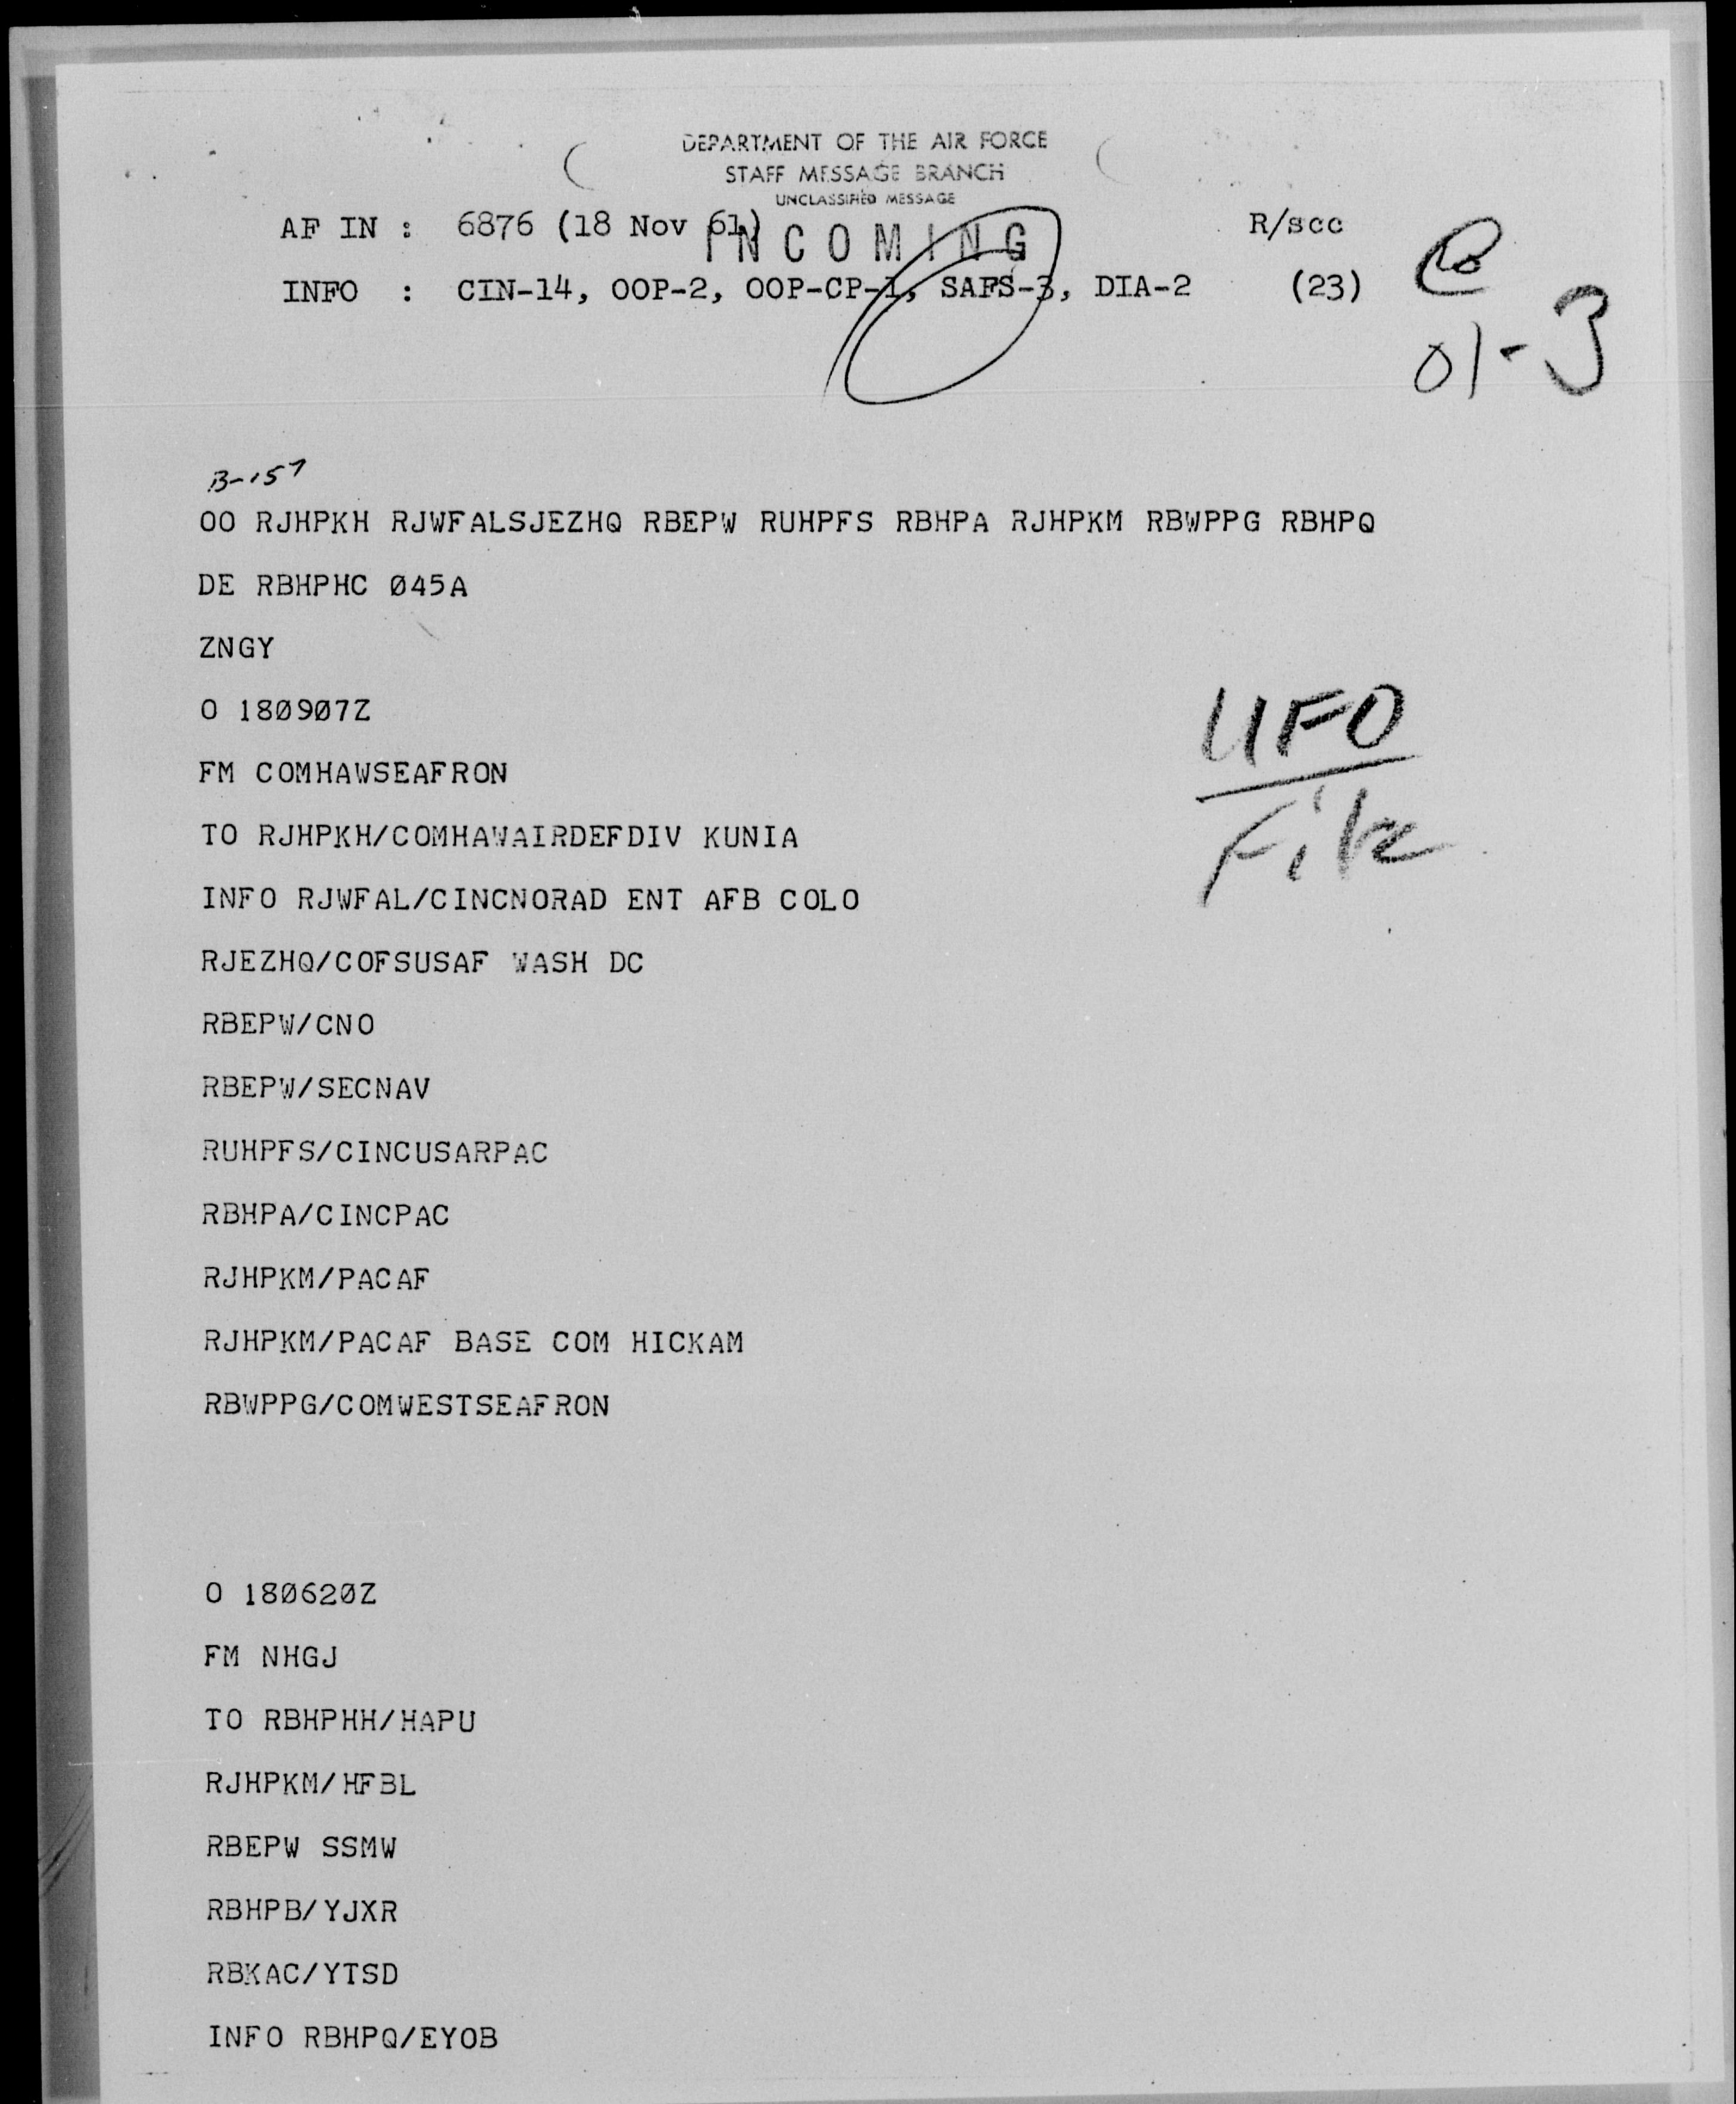 DEPARTMENT OF THE AIR FORCE
STAFF MESSAGE BRANCH
UNCLASSIFIED MESSAGE
AF IN : 6876 (18 Nov 61) R/scc
INCOMING
INFO : CIN-14, OOP-2, OOP-CP-1, SAFS-3, DIA-2 (23)
01-3
B-157
OO RJHPKH RJWFALSJEZHQ RBEPW RUHPFS RBHPA RJHPKM RBWPPG RBHPQ
DE RBHPHC Ø45A
ZNGY
O 18Ø9Ø7Z
UFO
File
FM COMHAWSEAFRON
TO RJHPKH/COMHAWAIRDEFDIV KUNIA
INFO RJWFAL/CINCNORAD ENT AFB COLO
RJEZHQ/COFSUSAF WASH DC
RBEPW/CNO
RBEPW/SECNAV
RUHPFS/CINCUSARPAC
RBHPA/CINCPAC
RJHPKM/PACAF
RJHPKM/PACAF BASE COM HICKAM
RBWPPG/COMWESTSEAFRON
O 18Ø62ØZ
FM NHGJ
TO RBHPHH/HAPU
RJHPKM/HFBL
RBEPW SSMW
RBHPB/YJXR
RBKAC/YTSD
INFO RBHPQ/EYOB